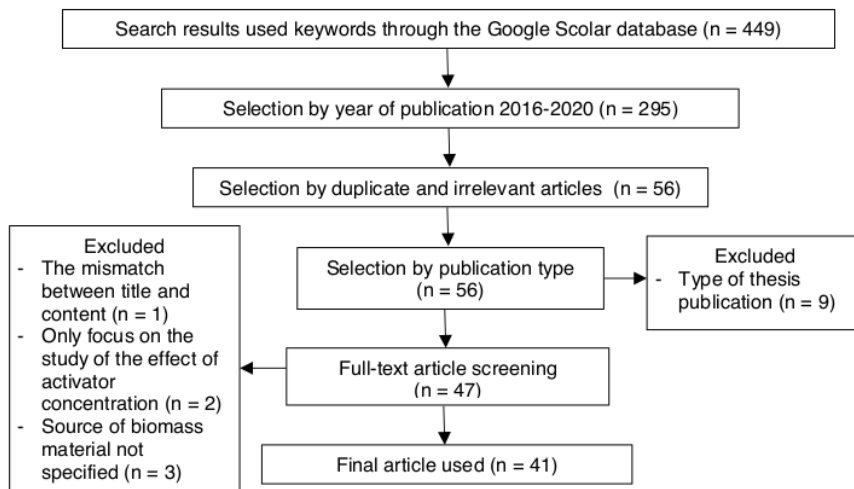 Search results used keywords through the Google Scolar database (n = 449)
Selection by year of publication 2016-2020 (n = 295)
Selection by duplicate and irrelevant articles (n = 56)
Selection by publication type
(n = 56)
Excluded
- Type of thesis
publication (n = 9)
Excluded
- The mismatch
between title and
content (n = 1)
- Only focus on the
study of the effect of
activator
concentration (n = 2)
- Source of biomass
material not
specified (n = 3)
Full-text article screening
(n = 47)
Final article used (n = 41)